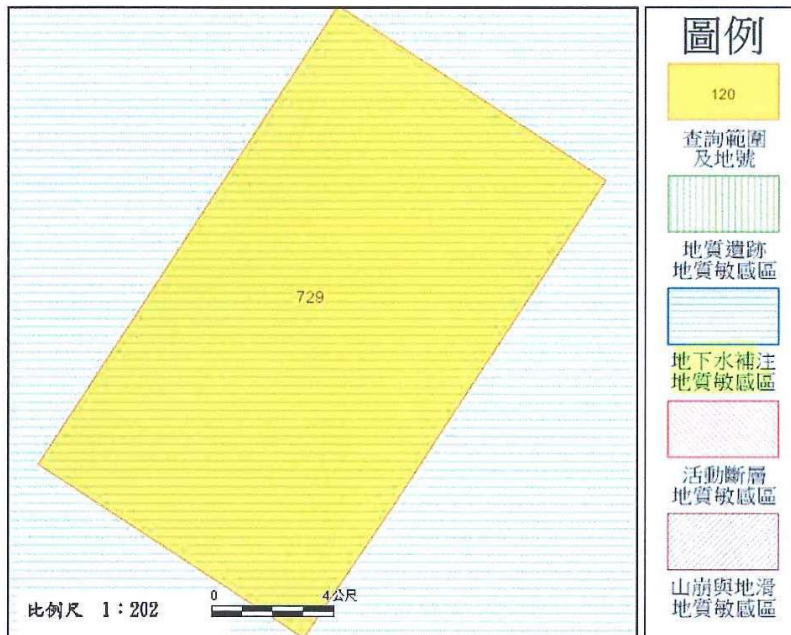 729
比例尺 1：202
0 4公尺
圖例
120
查詢範圍
及地號
地質遺跡
地質敏感區
地下水補注
地質敏感區
活動斷層
地質敏感區
山崩與地滑
地質敏感區